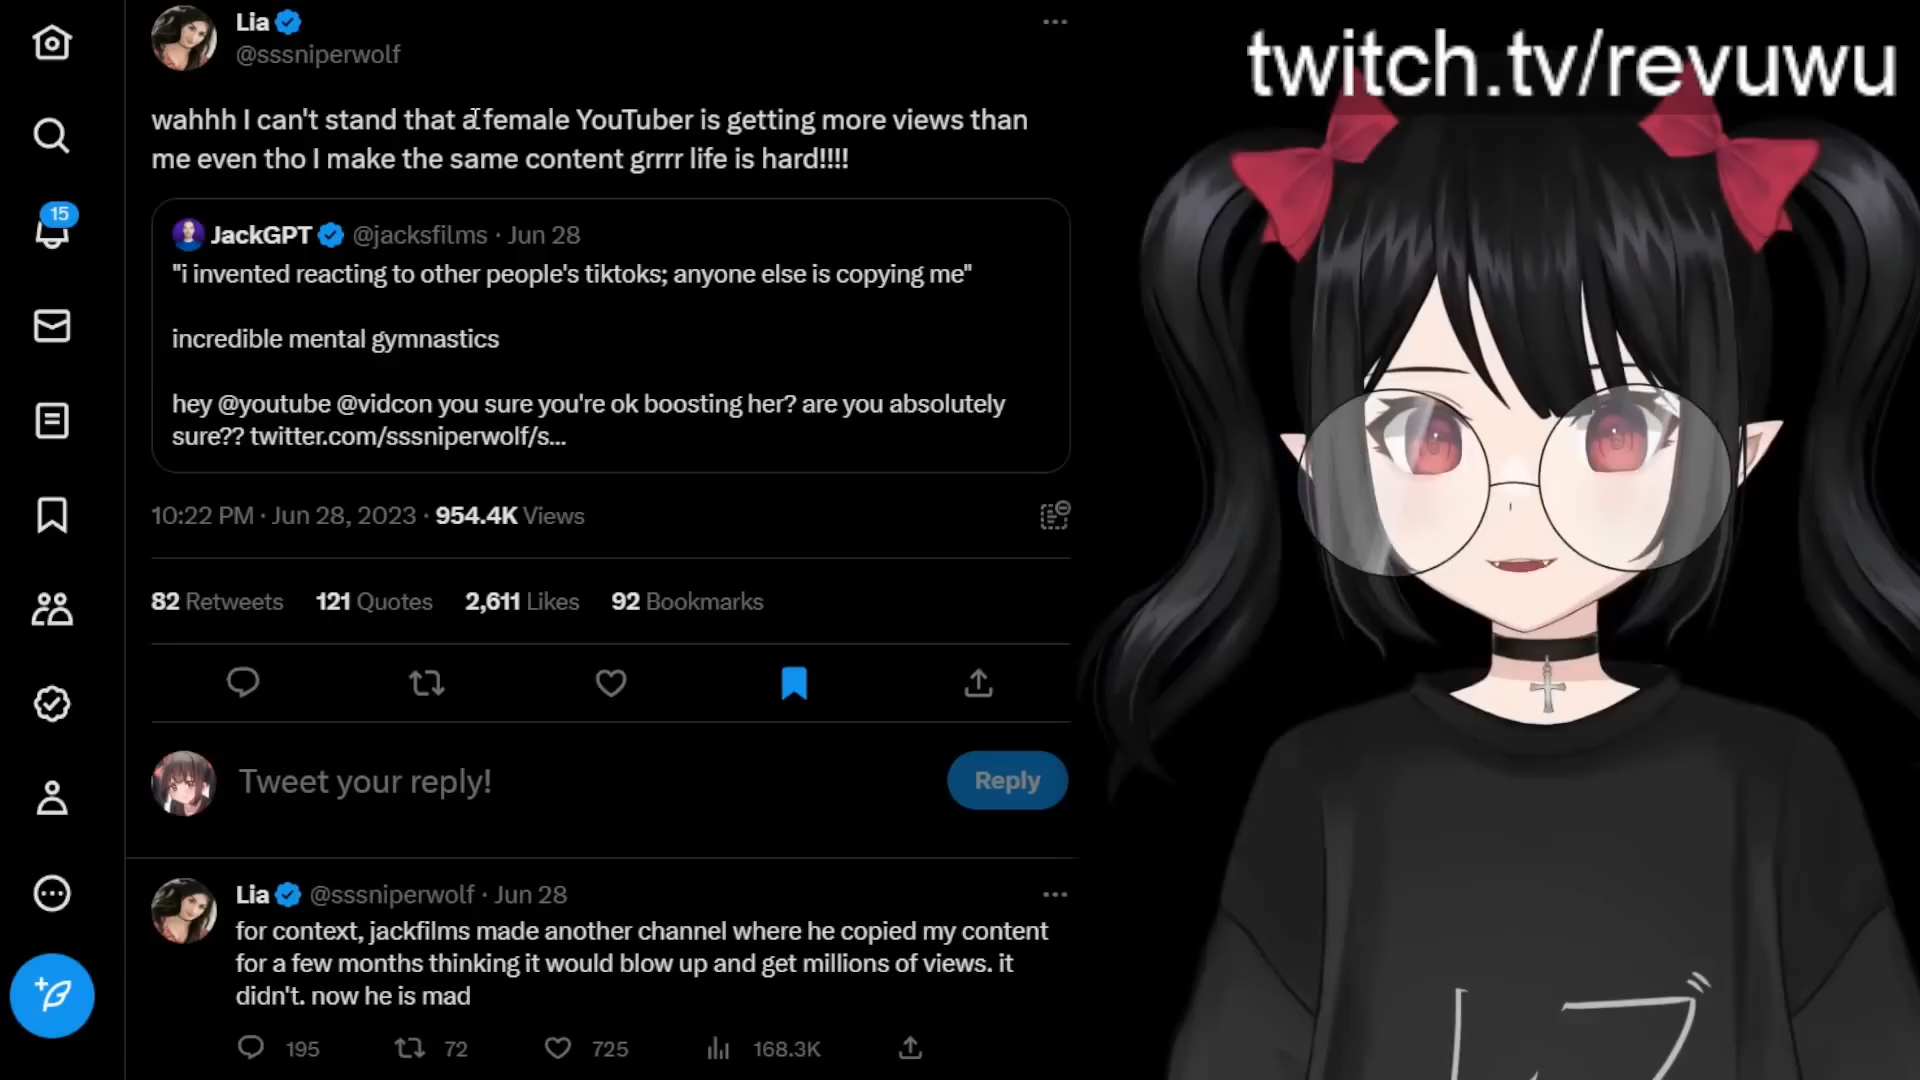 twitch.tv/revuwu
Lia
@sssniperwolf
wahhh I can't stand that a female YouTuber is getting more views than
me even tho I make the same content grrrr life is hard!!!!
JackGPT @jacksfilms · Jun 28
"i invented reacting to other people's tiktoks; anyone else is copying me"
incredible mental gymnastics
hey @youtube @vidcon you sure you're ok boosting her? are you absolutely
sure?? twitter.com/sssniperwolf/s...
10:22 PM · Jun 28, 2023 · 954.4K Views
82 Retweets 121 Quotes 2,611 Likes 92 Bookmarks
Tweet your reply!
Reply
Lia @sssniperwolf · Jun 28
for context, jackfilms made another channel where he copied my content
for a few months thinking it would blow up and get millions of views. it
didn't. now he is mad
195 72 725 168.3K
15
レブ